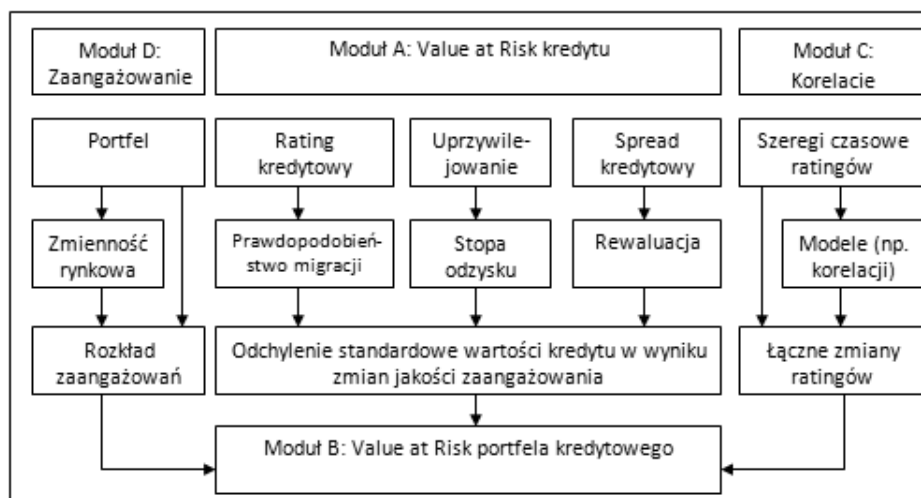 Moduł D:
Zaangażowanie
Moduł A: Value at Risk kredytu
Moduł C:
Korelacie
Portfel
Rating
kredytowy
Uprzywile-
jowanie
Spread
kredytowy
Szeregi czasowe
ratingów
Zmienność
rynkowa
Prawdopodobień-
stwo migracji
Stopa
odzysku
Rewaluacja
Modele (np.
korelacji)
Rozkład
zaangażowań
Odchylenie standardowe wartości kredytu w wyniku
zmian jakości zaangażowania
Łączne zmiany
ratingów
Moduł B: Value at Risk portfela kredytowego